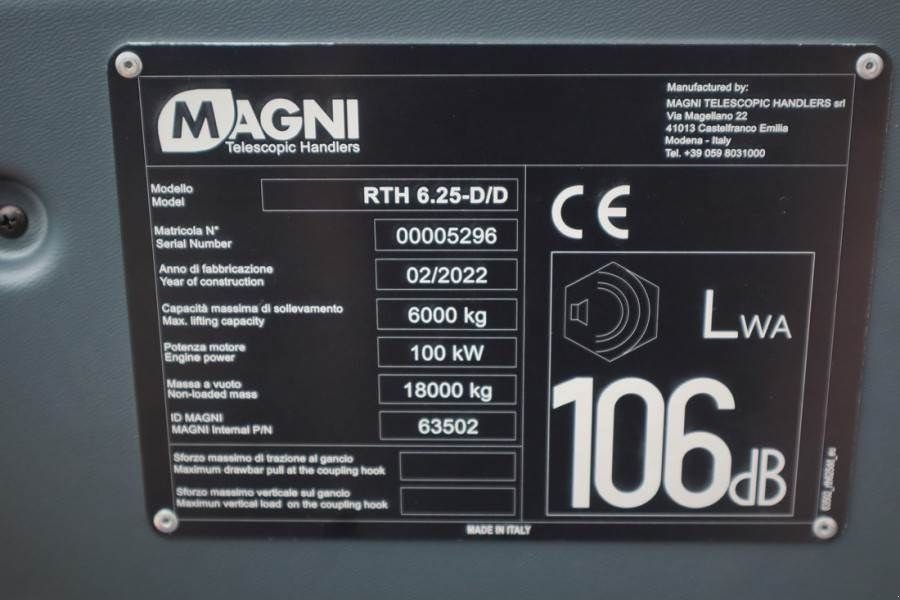 MAGNI
Telescopic Handlers
Manufactured by:
MAGNI TELESCOPIC HANDLERS srl
Via Magellano 22
41013 Castelfranco Emilia
Modena - Italy
Tel. +39 059 8031000
Modello
Model
RTH 6.25-D/D
Matricola N°
Serial Number
00005296
Anno di fabbricazione
Year of construction
02/2022
Capacità massima di sollevamento
Max. lifting capacity
6000 kg
Potenza motore
Engine power
100 kW
Massa a vuoto
Non-loaded mass
18000 kg
ID MAGNI
MAGNI Internal P/N
63502
Sforzo massimo di trazione al gancio
Maximum drawbar pull at the coupling hook
Sforzo massimo verticale sul gancio
Maximun vertical load on the coupling hook
CE
LWA
106dB
MADE IN ITALY